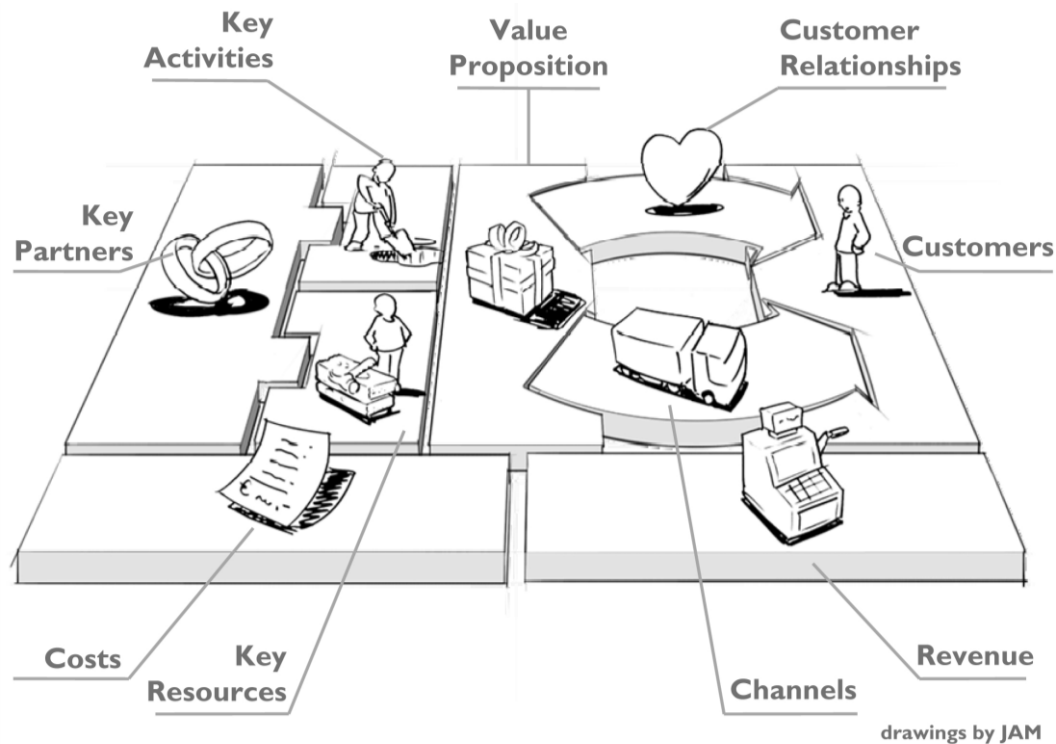 Key
Activities
Value
Proposition
Customer
Relationships
Key
Partners
Customers
€
Costs
Key
Resources
Channels
Revenue
drawings by JAM